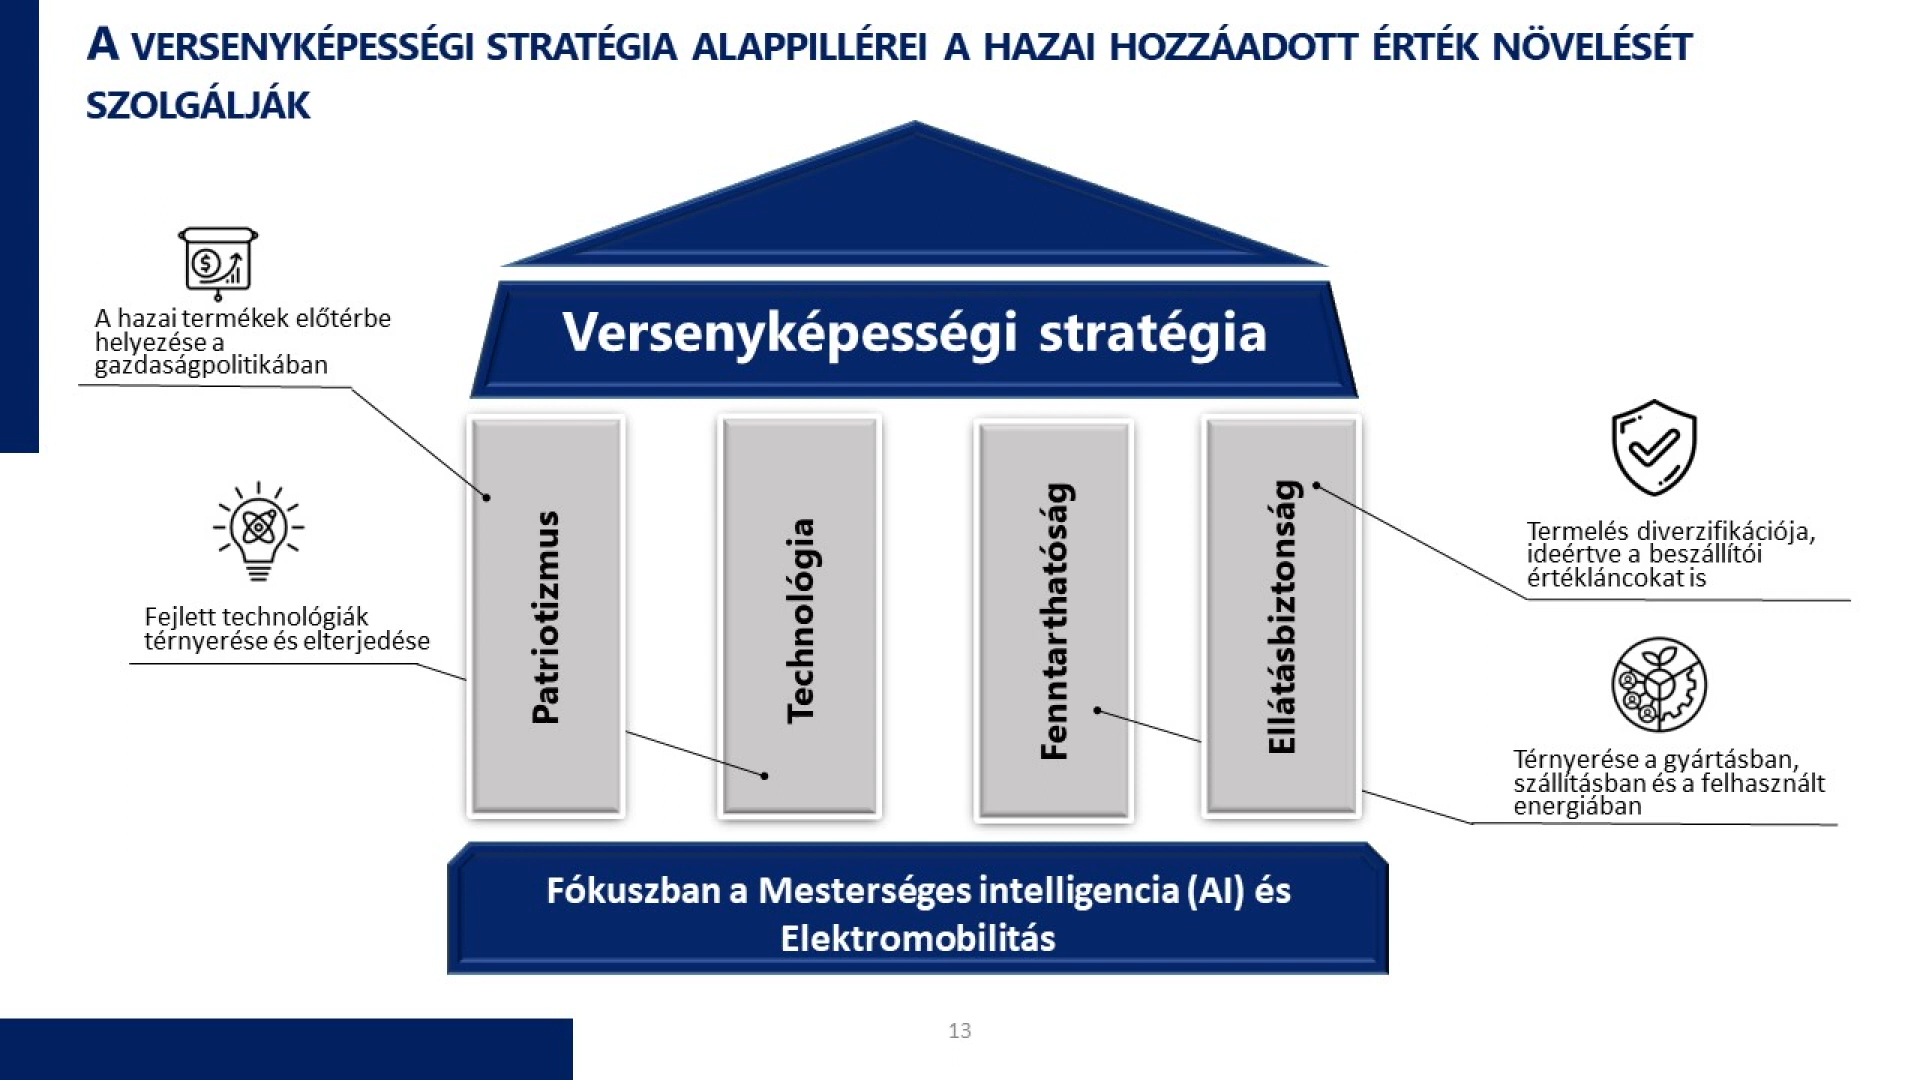 A VERSENYKÉPESSÉGI STRATÉGIA ALAPPILLÉREI A HAZAI HOZZÁADOTT ÉRTÉK NÖVELÉSÉT
SZOLGÁLJÁK
Versenyképességi stratégia
$
A hazai termékek előtérbe
helyezése a
gazdaságpolitikában
Fejlett technológiák
térnyerése és elterjedése
Patriotizmus
Technológia
Fenntarthatóság
Ellátásbiztonság
Termelés diverzifikációja,
ideértve a beszállítói
értékláncokat is
Térnyerése a gyártásban,
szállításban és a felhasznált
energiában
Fókuszban a Mesterséges intelligencia (AI) és
Elektromobilitás
13